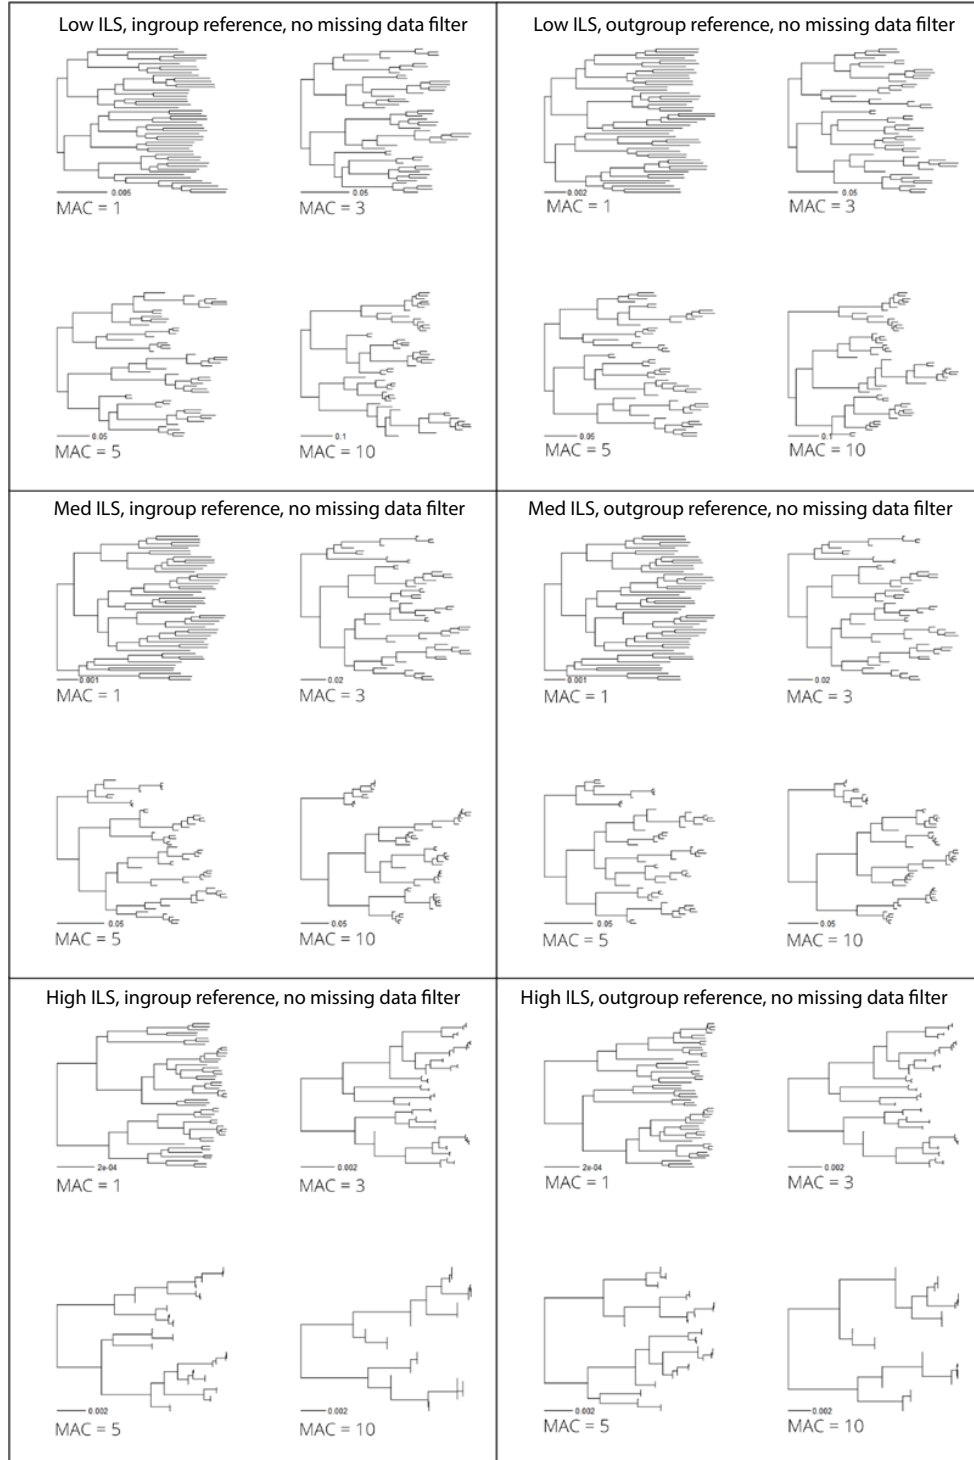 Low ILS, ingroup reference, no missing data filter
0.005
MAC = 1
0.05
MAC = 3
0.05
MAC = 5
0.1
MAC = 10
Low ILS, outgroup reference, no missing data filter
0.002
MAC = 1
0.05
MAC = 3
0.05
MAC = 5
0.1
MAC = 10
Med ILS, ingroup reference, no missing data filter
0.001
MAC = 1
0.02
MAC = 3
0.05
MAC = 5
0.05
MAC = 10
Med ILS, outgroup reference, no missing data filter
0.001
MAC = 1
0.02
MAC = 3
0.05
MAC = 5
0.05
MAC = 10
High ILS, ingroup reference, no missing data filter
2e-04
MAC = 1
0.002
MAC = 3
0.002
MAC = 5
0.002
MAC = 10
High ILS, outgroup reference, no missing data filter
2e-04
MAC = 1
0.002
MAC = 3
0.002
MAC = 5
0.002
MAC = 10